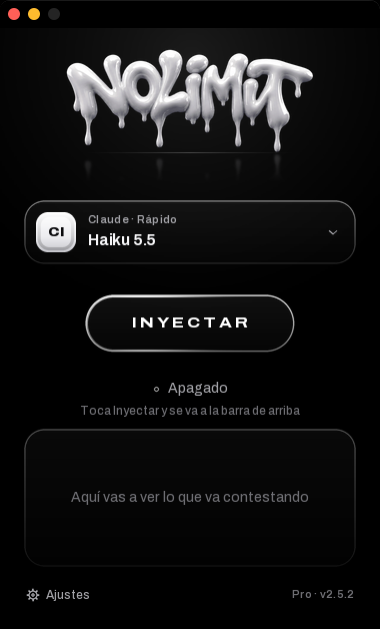 NOLIMIT
CI
Claude · Rápido
Haiku 5.5
INYECTAR
Apagado
Toca Inyectar y se va a la barra de arriba
Aquí vas a ver lo que va contestando
Ajustes
Pro · v2.5.2